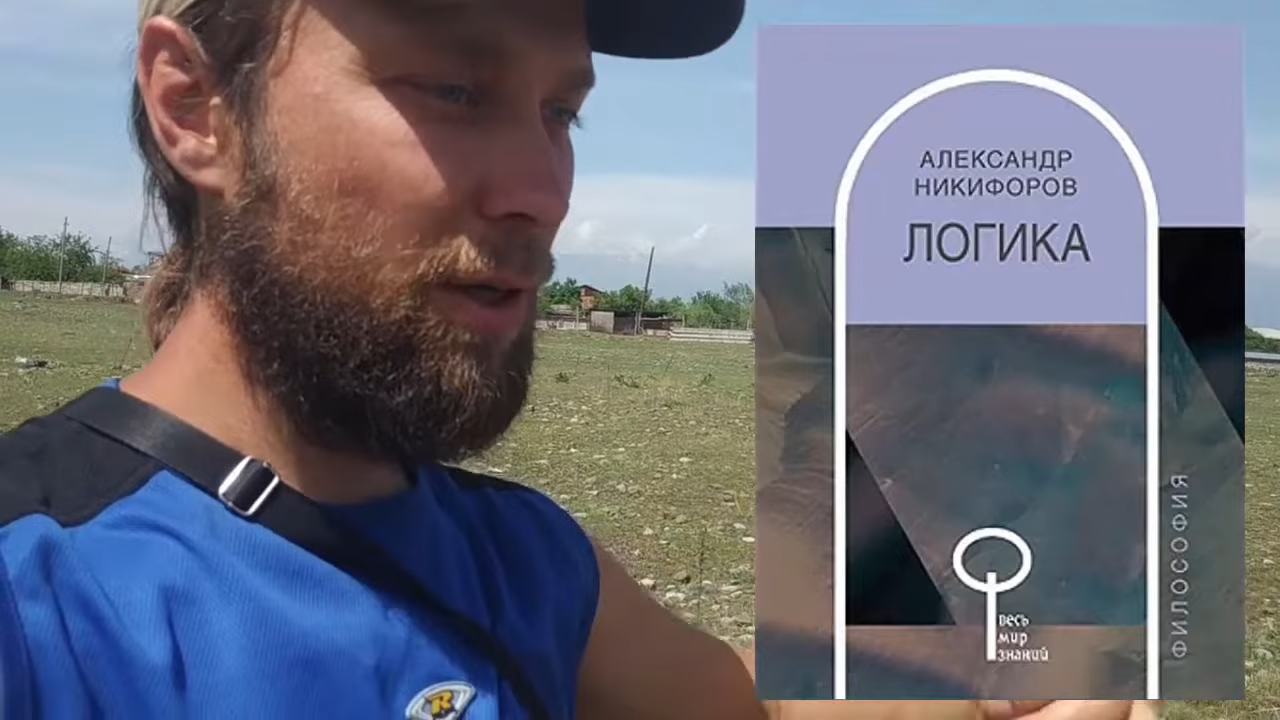 АЛЕКСАНДР
НИКИФОРОВ
ЛОГИКА
весь
мир
знаний
ФИЛОСОФИЯ
R